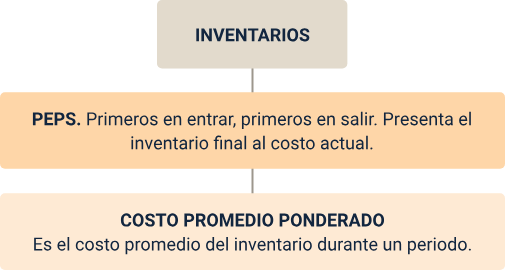 INVENTARIOS
PEPS. Primeros en entrar, primeros en salir. Presenta el
inventario final al costo actual.
COSTO PROMEDIO PONDERADO
Es el costo promedio del inventario durante un periodo.